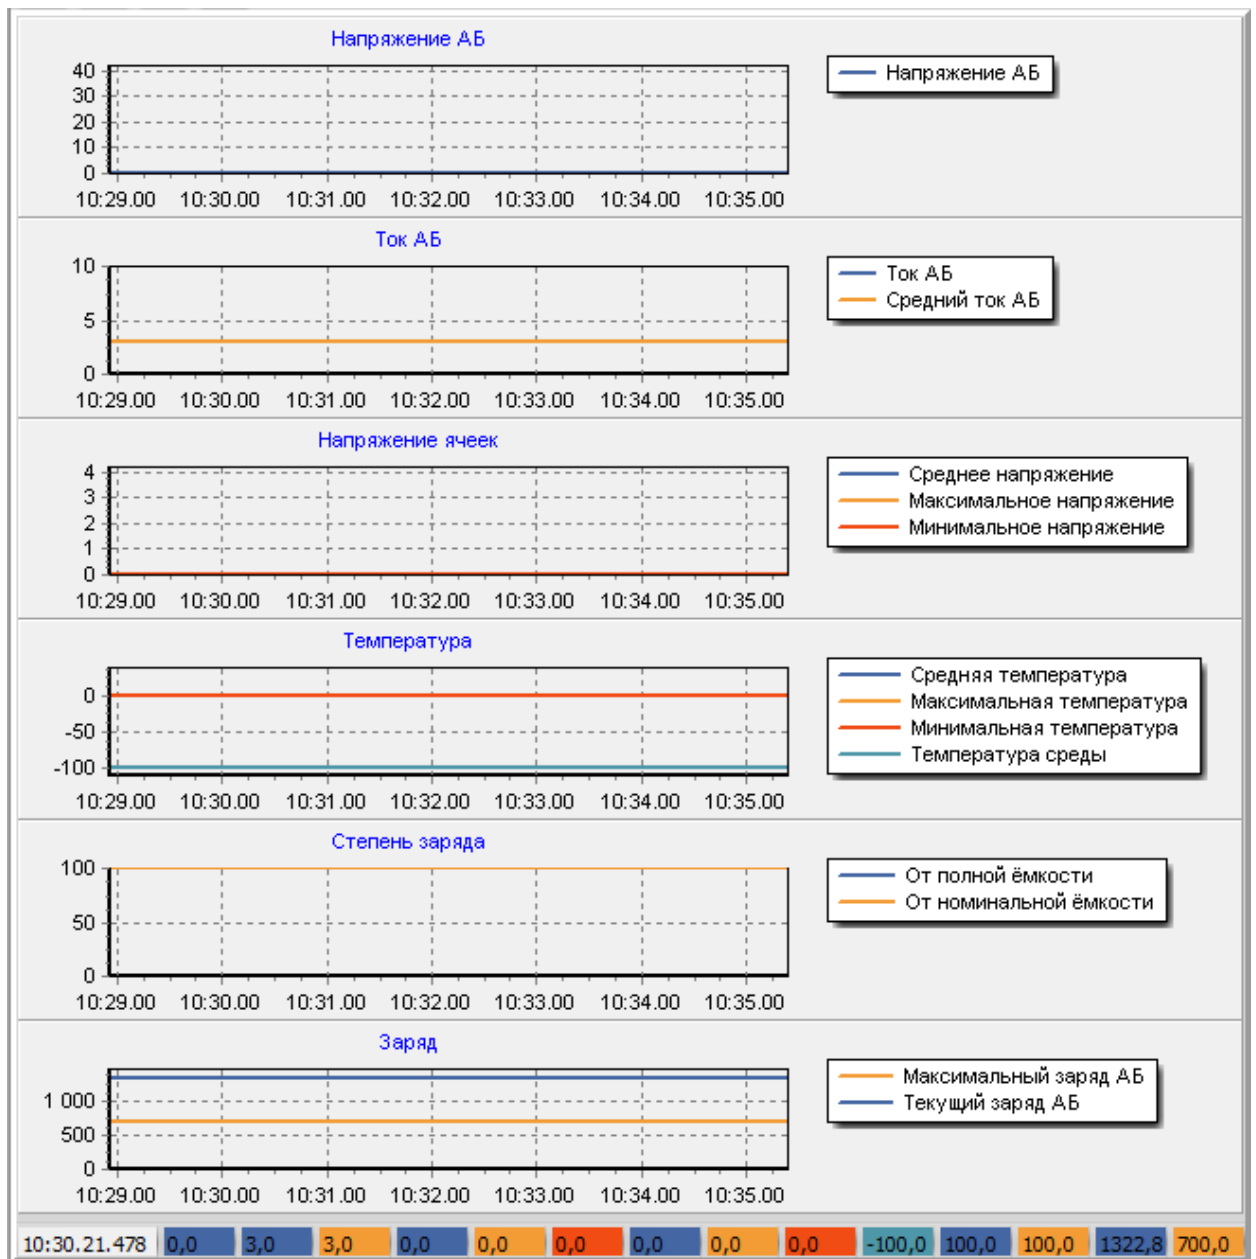 Напряжение АБ
40
30
20
10
0
10:29.00 10:30.00 10:31.00 10:32.00 10:33.00 10:34.00 10:35.00
Напряжение АБ
Ток АБ
10
5
0
10:29.00 10:30.00 10:31.00 10:32.00 10:33.00 10:34.00 10:35.00
Ток АБ
Средний ток АБ
Напряжение ячеек
4
3
2
1
0
10:29.00 10:30.00 10:31.00 10:32.00 10:33.00 10:34.00 10:35.00
Среднее напряжение
Максимальное напряжение
Минимальное напряжение
Температура
0
-50
-100
10:29.00 10:30.00 10:31.00 10:32.00 10:33.00 10:34.00 10:35.00
Средняя температура
Максимальная температура
Минимальная температура
Температура среды
Степень заряда
100
50
0
10:29.00 10:30.00 10:31.00 10:32.00 10:33.00 10:34.00 10:35.00
От полной ёмкости
От номинальной ёмкости
Заряд
1 000
500
0
10:29.00 10:30.00 10:31.00 10:32.00 10:33.00 10:34.00 10:35.00
Максимальный заряд АБ
Текущий заряд АБ
10:30.21.478 0,0 3,0 3,0 0,0 0,0 0,0 0,0 0,0 0,0 -100,0 100,0 100,0 1322,8 700,0